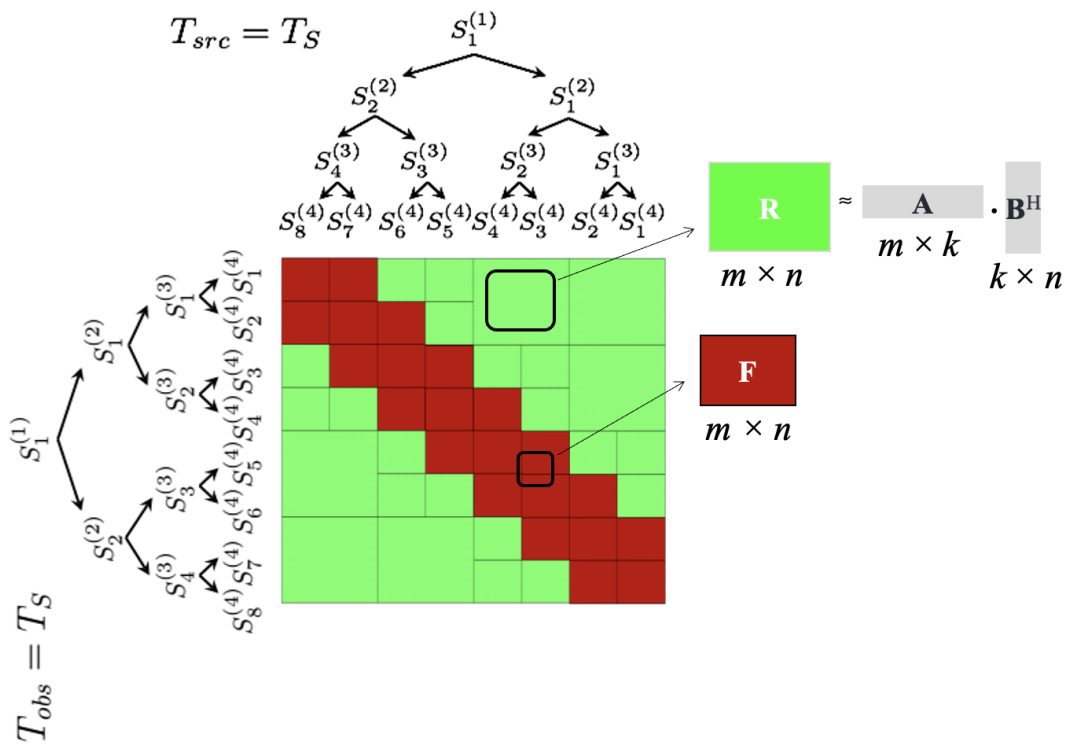 T_{src} = T_S
S_1^{(1)}
S_2^{(2)} S_1^{(2)}
S_4^{(3)} S_3^{(3)} S_2^{(3)} S_1^{(3)}
S_8^{(4)} S_7^{(4)} S_6^{(4)} S_5^{(4)} S_4^{(4)} S_3^{(4)} S_2^{(4)} S_1^{(4)}
R ≈ A · B^H
m × n
m × k
k × n
F
m × n
T_{obs} = T_S
S_1^{(1)}
S_1^{(2)}
S_2^{(2)}
S_1^{(3)}
S_2^{(3)}
S_3^{(3)}
S_4^{(3)}
S_1^{(4)}
S_2^{(4)}
S_3^{(4)}
S_4^{(4)}
S_5^{(4)}
S_6^{(4)}
S_7^{(4)}
S_8^{(4)}